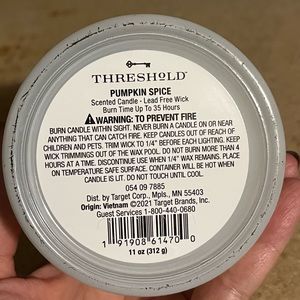 THRESHOLD
PUMPKIN SPICE
Scented Candle - Lead Free Wick
Burn Time Up To 35 Hours
WARNING: TO PREVENT FIRE
BURN CANDLE WITHIN SIGHT. NEVER BURN A CANDLE ON OR NEAR
ANYTHING THAT CAN CATCH FIRE. KEEP CANDLES OUT OF REACH OF
CHILDREN AND PETS. TRIM WICK TO 1/4" BEFORE EACH LIGHTING. KEEP
WICK TRIMMINGS OUT OF THE WAX POOL. DO NOT BURN MORE THAN 4
HOURS AT A TIME. DISCONTINUE USE WHEN 1/4" WAX REMAINS. PLACE
ON TEMPERATURE SAFE SURFACE. CONTAINER WILL BE HOT WHEN
CANDLE IS LIT. DO NOT TOUCH UNTIL COOL.
054 09 7885
Dist. by Target Corp., Mpls., MN 55403
Origin: Vietnam ©2021 Target Brands, Inc.
Guest Services 1-800-440-0680
1 91908 61470 0
11 oz (312 g)